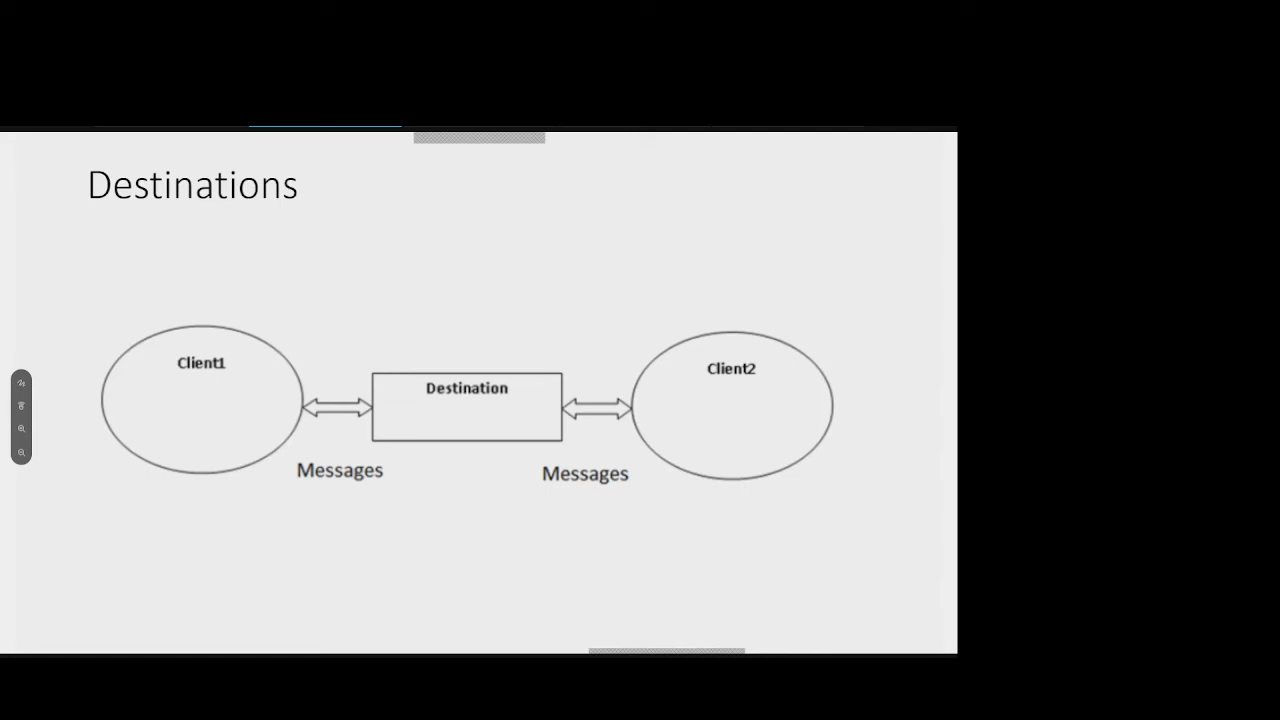 Destinations
Client1
Client2
Destination
Messages
Messages